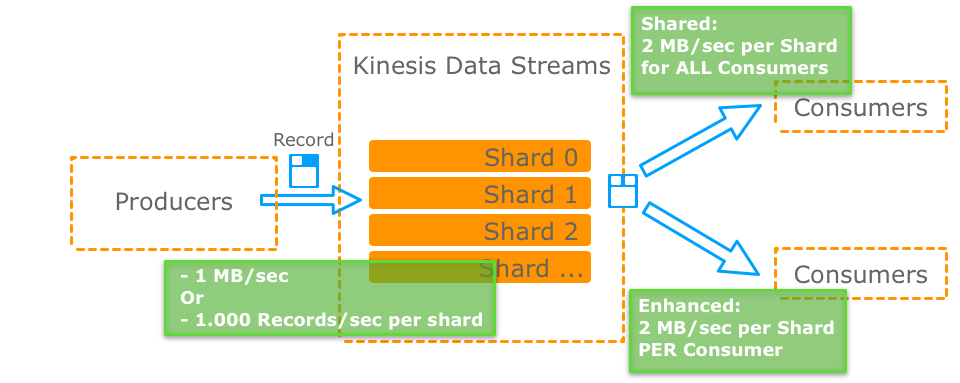 Shared:
2 MB/sec per Shard
for ALL Consumers
Kinesis Data Streams
Consumers
Record
Shard 0
Producers
Shard 1
Shard 2
Shard ...
- 1 MB/sec
Or
- 1.000 Records/sec per shard
Consumers
Enhanced:
2 MB/sec per Shard
PER Consumer